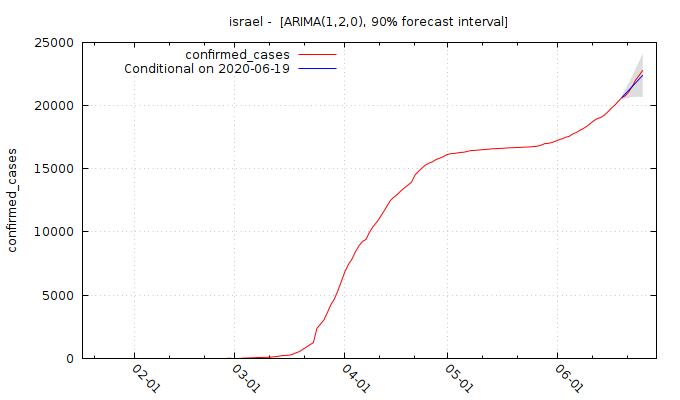 israel -  [ARIMA(1,2,0), 90% forecast interval]
confirmed_cases
Conditional on 2020-06-19
25000
20000
15000
10000
5000
0
confirmed_cases
02-01
03-01
04-01
05-01
06-01